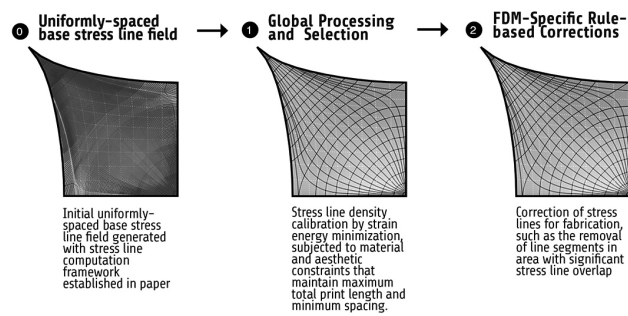 0 Uniformly-spaced
base stress line field
1 Global Processing
and Selection
2 FDM-Specific Rule-
based Corrections
Initial uniformly-
spaced base stress
line field generated
with stress line
computation
framework
established in paper
Stress line density
calibration by strain
energy minimization,
subjected to material
and aesthetic
constraints that
maintain maximum
total print length and
minimum spacing.
Correction of stress
lines for fabrication,
such as the removal
of line segments in
area with significant
stress line overlap